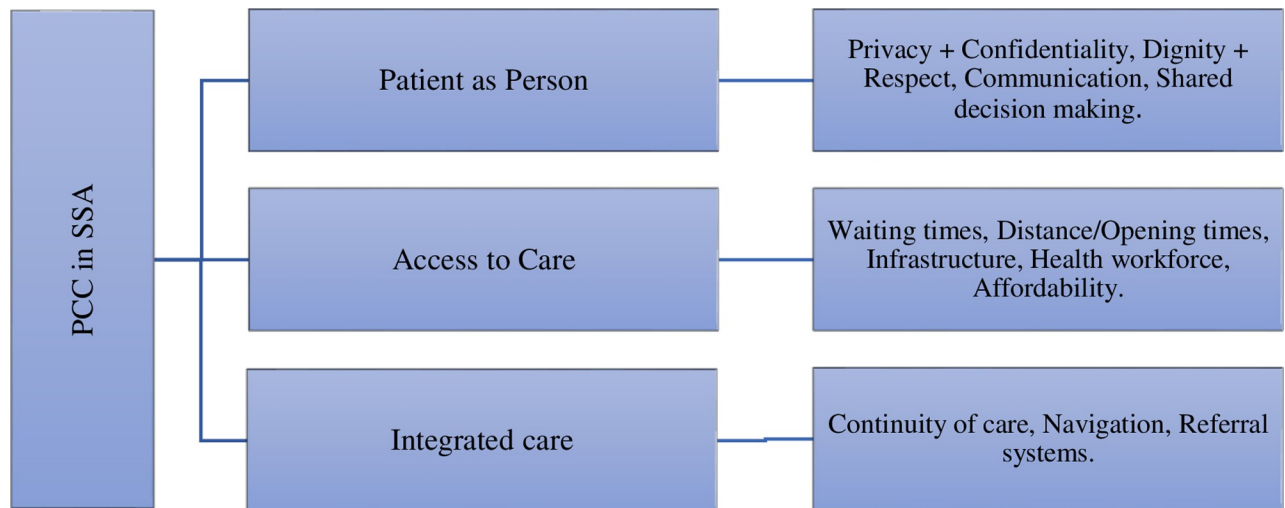 PCC in SSA
Patient as Person
Privacy + Confidentiality, Dignity +
Respect, Communication, Shared
decision making.
Access to Care
Waiting times, Distance/Opening times,
Infrastructure, Health workforce,
Affordability.
Integrated care
Continuity of care, Navigation, Referral
systems.